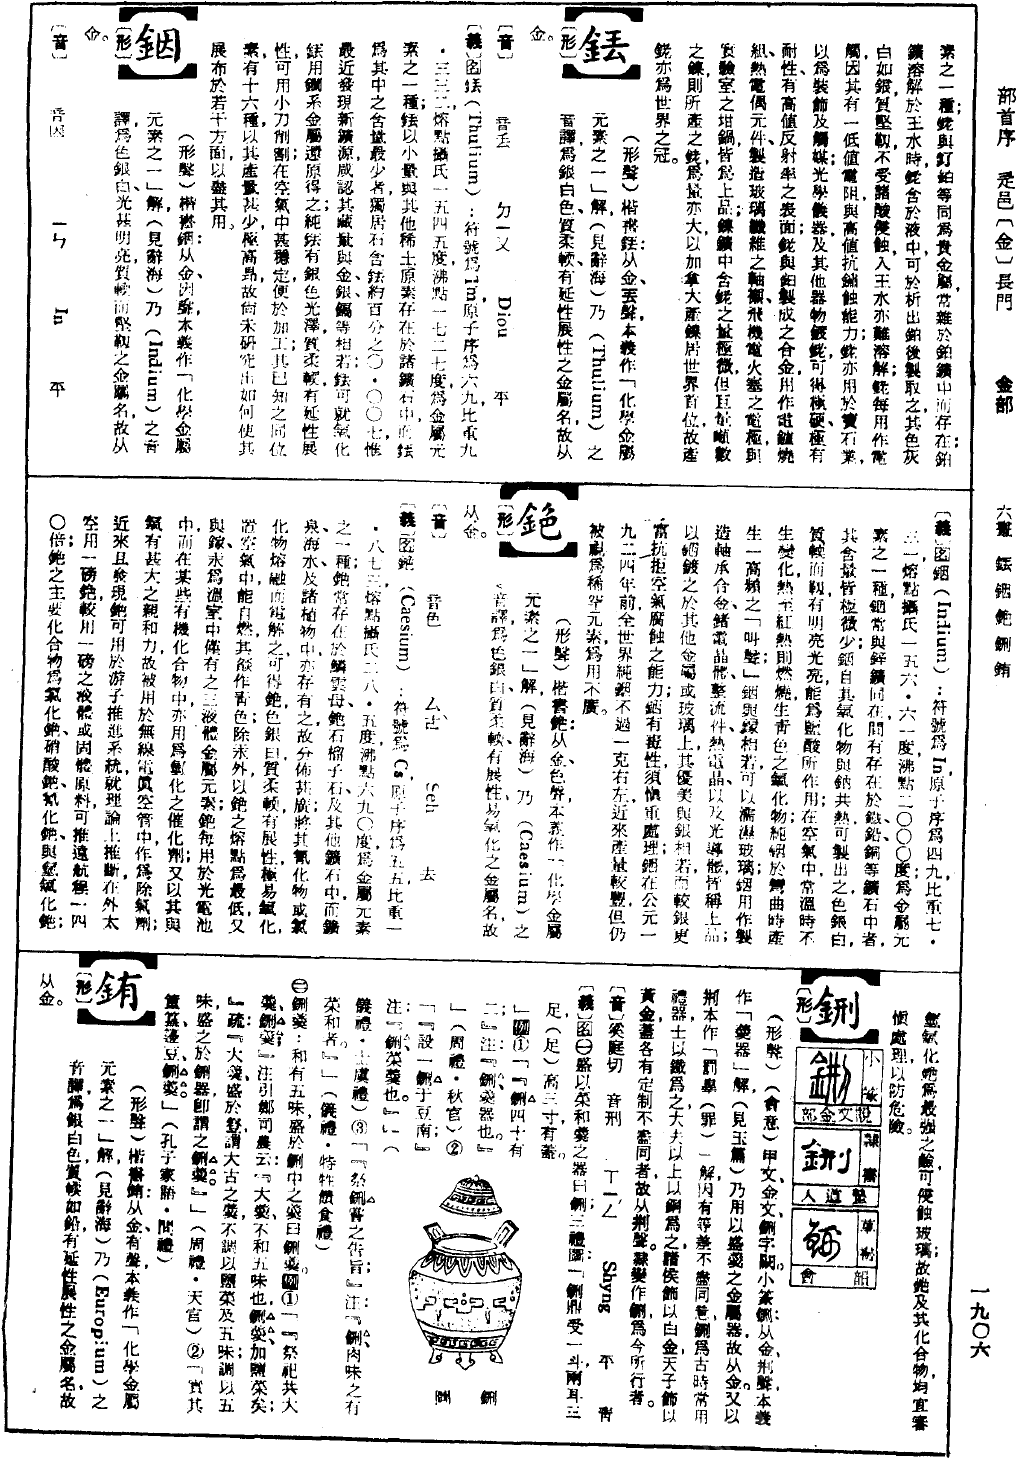 部首序 辵邑〔金〕長門 金部 六畫 銩銦銫鉶銪 一九〇六
素之一種;銥與釕鉑等同爲貴金屬,常雜於鉑鑛中而存在;鉑
鑛溶解於王水時,銥含於液中,可於析出鉑後製取之;其色灰
白如銀,質堅韌,不受諸酸侵蝕,入王水亦難溶解;銥每用作電
觸,因其有一低値電阻與高値抗鏽蝕能力;銥亦用於寶石業,
以爲裝飾及觸媒;光學儀器及其他器物鍍銥,可得極硬、極有
耐性、有高値反射率之表面;銥與鉑製成之合金,用作電鑪燒
組、熱電偶元件、製造玻璃纖維之軸襯、飛機電火塞之電極與
實驗室之坩鍋,皆爲上品;鎳鑛中含銥之量極微,但巨量噸數
之鎳,則所產之銥爲量亦大,以加拿大產鎳居世界首位,故產
銥亦爲世界之冠。
銩
〔形〕
(形聲)楷書銩:从金,丟聲,本義作「化學金屬
元素之一」解(見辭海),乃(Thulium)之
音譯,爲銀白色、質柔軟、有延性展性之金屬名,故从
金。
〔音〕 音丟 ㄉㄧㄡ Diou 平
〔義〕图銩(Thulium):符號爲Tm,原子序爲六九,比重九
·三三二,熔點攝氏一五四五度,沸點一七二七度,爲金屬元
素之一種;銩以小量與其他稀土原素存在於諸鑛石中,而銩
爲其中之含量最少者,獨居石含銩約百分之〇·〇〇七,惟
最近發現新鑛源,咸認其藏量與金、銀、鎘等相若;銩可就氧化
銩用鑭系金屬還原得之;純銩有銀色光澤,質柔軟,有延性展
性,可用小刀削割,在空氣中甚穩定,便於加工;其已知之同位
素有十六種,以其產量甚少,極高昂,故尚未研究出如何使其
展布於若干方面,以盡其用。
銦
〔形〕
(形聲)楷書銦:从金,因聲,本義作「化學金屬
元素之一」解(見辭海),乃(Indium)之音
譯,爲色銀白、光甚明亮、質軟而堅韌之金屬名,故从
金。
〔音〕 音因 ㄧㄣ In 平
〔義〕图銦(Indium):符號爲In,原子序爲四九,比重七·
三一,熔點攝氏一五六·六一度,沸點二〇〇〇度,爲金屬元
素之一種;銦常與鋅鑛同在,間有存在於鎢鉛銅等鑛石中者,
其含量皆極微少;銦自其氧化物與鈉共熱可製出之;色銀白,
質軟而韌,有明亮光亮,能爲鹽酸所作用;在空氣中常溫時不
生變化,熱至紅熱則燃燒,生青色之氧化物;純銦於彎曲時產
生一高頻之「叫聲」;銦與鎵相若,可以濡濕玻璃;銦用作製
造軸承合金、鍺電晶體、整流件、熱電晶以及光導體皆稱上品;
以銦鍍之於其他金屬或玻璃上,其優美與銀相若,而較銀更
富抗拒空氣腐蝕之能力;銦有毒性,須愼重處理;銦在公元一
九二四年前,全世界純銦不過一克右左,近來產量較豐,但仍
被視爲稀罕元素,爲用不廣。
銫
〔形〕
(形聲)楷書銫:从金,色聲,本義作「化學金屬
元素之一」解(見辭海),乃(Caesium)之
音譯,爲色銀白、質柔軟、有展性、易氧化之金屬名,故
从金。
〔音〕 音色 ㄙㄜˋ Seh 去
〔義〕图銫(Caesium):符號爲Cs,原子序爲五五,比重一
·八七三,熔點攝氏二八·五度,沸點六九〇度,爲金屬元素
之一種;銫常存在於鱗雲母、銫石榴子石及其他鑛石中,而鑛
泉、海水及諸植物中亦存有之,故分佈甚廣;將其氰化物或氯
化物熔融而電解之可得銫;色銀白,質柔軟,有展性,極易氧化,
置空氣中能自燃,其燄作青色;除汞外,以銫之熔點爲最低,又
與鎵、汞爲溫室中僅有之三液體金屬元素;銫每用於光電池
中,而在某些有機化合物中亦用爲氫化之催化劑;又以其與
氧有甚大之親和力,故被用於無線電眞空管中,作爲除氧劑;
近來且發現銫可用於游子推進系統,就理論上推斷,在外太
空用一磅銫較用一磅之液體或固體原料可推遠航程一四
〇倍;銫之主要化合物爲氯化銫、硝酸銫、氰化銫與氫氧化銫;
氫氧化銫爲最強之鹼,可侵蝕玻璃,故銫及其化合物,均宜審
愼處理,以防危險。
鉶
〔形〕
小篆 說文金部
隸書 塾道人
草書 韻會
(形聲)(會意)甲文、金文鉶字闕。小篆鉶:从金,荆聲,本義
作「羹器」解(見玉篇),乃用以盛羹之金屬器,故从金。又以
荆本作「罰辠(罪)」解,因有等差不盡同意,鉶爲古時常用
禮器,士以鐵爲之,大夫以上以銅爲之,諸侯飾以白金,天子飾以
黃金,蓋各有定制不盡同者,故从荆聲。隸變作鉶,爲今所行者。
〔音〕奚庭切 音刑 ㄒㄧㄥˊ Shyng 平 青
〔義〕图㊀盛以菜和羹之器曰鉶;三禮圖:「鉶鼎受一斗,兩耳三
足,(足)高三寸,有蓋。
」例①「『鉶四十有
二。』注:『鉶,羹器也。』
」(周禮·秋官)②
「『設一鉶于豆南。』
注:『鉶,菜羹也。』」(
儀禮·士虞禮)③「『祭鉶嘗之告旨。』注:『鉶,肉味之有
菜和者。』」(儀禮·特牲饋食禮)
㊁鉶羹:和有五味,盛於鉶中之羹曰鉶羹。例①「『祭祀共大
羹、鉶羹。』注引鄭司農云:『大羹,不和五味也,鉶羹,加鹽菜矣;
』疏:『大羹盛於登,謂大古之羹,不調以鹽菜及五味;調以五
味,盛之於鉶器,即謂之鉶羹。』」(周禮·天官)②「實其
簠簋籩豆鉶羹。」(孔子家語·問禮)
鉶圖
銪
〔形〕
(形聲)楷書銪:从金,有聲,本義作「化學金屬
元素之一」解(見辭海),乃(Europium)之
音譯,爲銀白色、質軟如鉛、有延性展性之金屬名,故
从金。